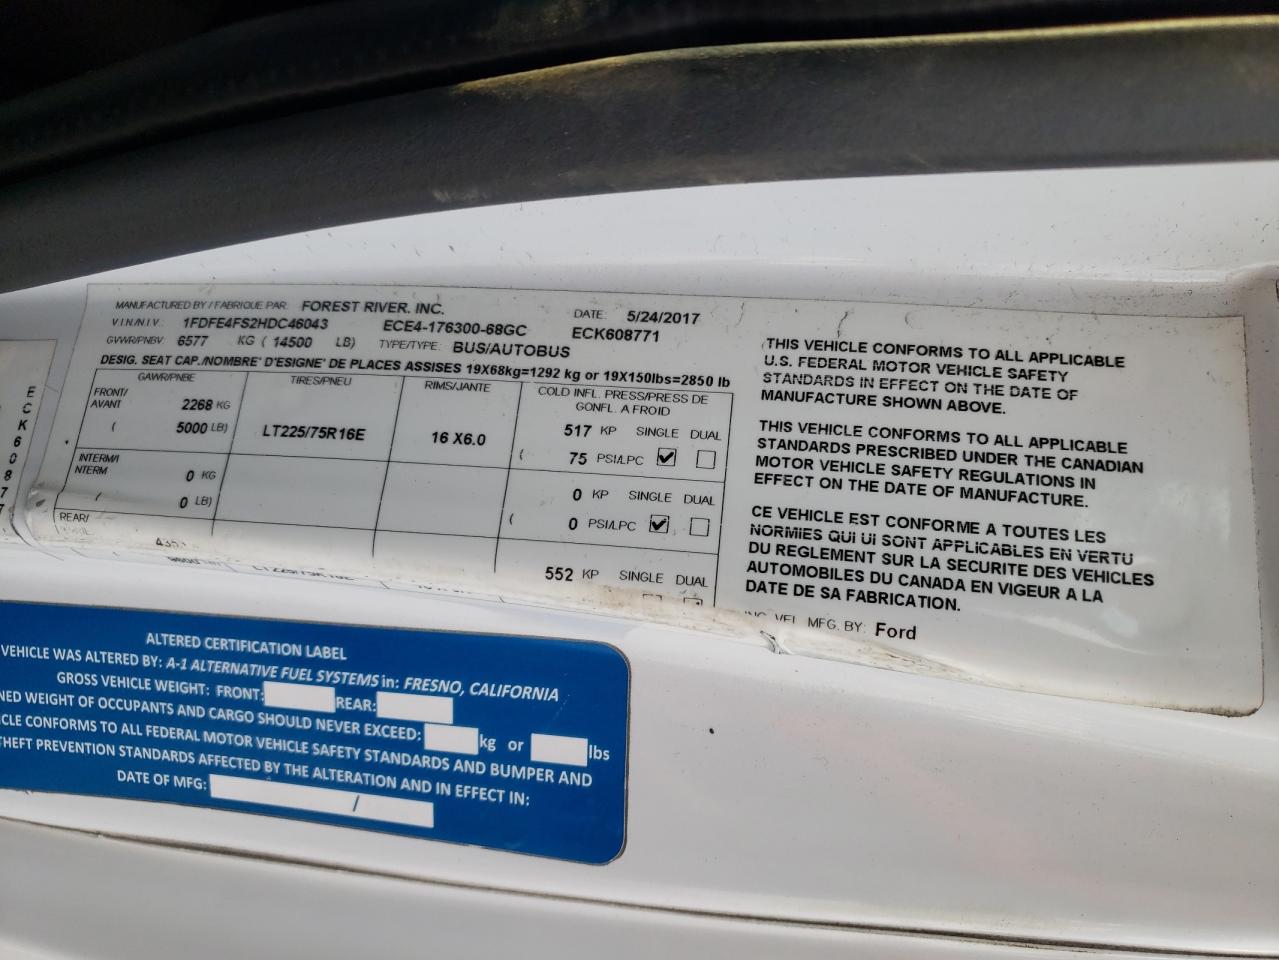 MANUFACTURED BY / FABRIQUE PAR: FOREST RIVER, INC. DATE: 5/24/2017
V.I.N/N.I.V.: 1FDFE4FS2HDC46043 ECE4-176300-68GC ECK608771
GVWR/PNBV: 6577 KG ( 14500 LB) TYPE/TYPE: BUS/AUTOBUS
DESIG. SEAT CAP./NOMBRE' D'ESIGNE' DE PLACES ASSISES 19X68kg=1292 kg or 19X150lbs=2850 lb
GAWR/PNBE TIRES/PNEU RIMS/JANTE COLD INFL. PRESS/PRESS DE
GONFL. A FROID
FRONT/
AVANT 2268 KG 517 KP SINGLE DUAL
( 5000 LB) LT225/75R16E 16 X6.0 ( 75 PSI/LPC
INTERM/I
NTERM 0 KG 0 KP SINGLE DUAL
( 0 LB) ( 0 PSI/LPC
REAR/
552 KP SINGLE DUAL
THIS VEHICLE CONFORMS TO ALL APPLICABLE
U.S. FEDERAL MOTOR VEHICLE SAFETY
STANDARDS IN EFFECT ON THE DATE OF
MANUFACTURE SHOWN ABOVE.
THIS VEHICLE CONFORMS TO ALL APPLICABLE
STANDARDS PRESCRIBED UNDER THE CANADIAN
MOTOR VEHICLE SAFETY REGULATIONS IN
EFFECT ON THE DATE OF MANUFACTURE.
CE VEHICLE EST CONFORME A TOUTES LES
NORMIES QUI UI SONT APPLICABLES EN VERTU
DU REGLEMENT SUR LA SECURITE DES VEHICLES
AUTOMOBILES DU CANADA EN VIGEUR A LA
DATE DE SA FABRICATION.
INC. VEH. MFG. BY: Ford
E
C
K
6
0
8
7
7
ALTERED CERTIFICATION LABEL
VEHICLE WAS ALTERED BY: A-1 ALTERNATIVE FUEL SYSTEMS in: FRESNO, CALIFORNIA
GROSS VEHICLE WEIGHT: FRONT: REAR:
WEIGHT OF OCCUPANTS AND CARGO SHOULD NEVER EXCEED: kg or lbs
CONFORMS TO ALL FEDERAL MOTOR VEHICLE SAFETY STANDARDS AND BUMPER AND
THEFT PREVENTION STANDARDS AFFECTED BY THE ALTERATION AND IN EFFECT IN:
DATE OF MFG: /